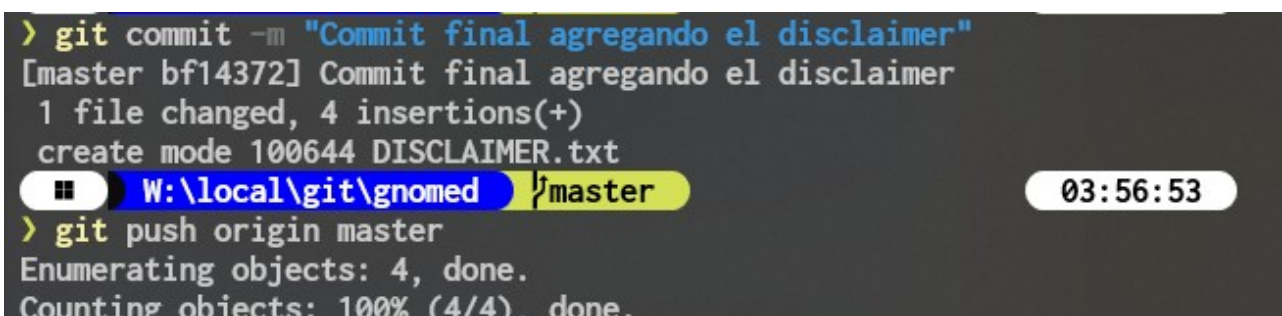 ❯ git commit -m "Commit final agregando el disclaimer"
[master bf14372] Commit final agregando el disclaimer
1 file changed, 4 insertions(+)
create mode 100644 DISCLAIMER.txt
W:\local\git\gnomed master 03:56:53
❯ git push origin master
Enumerating objects: 4, done.
Counting objects: 100% (4/4), done.